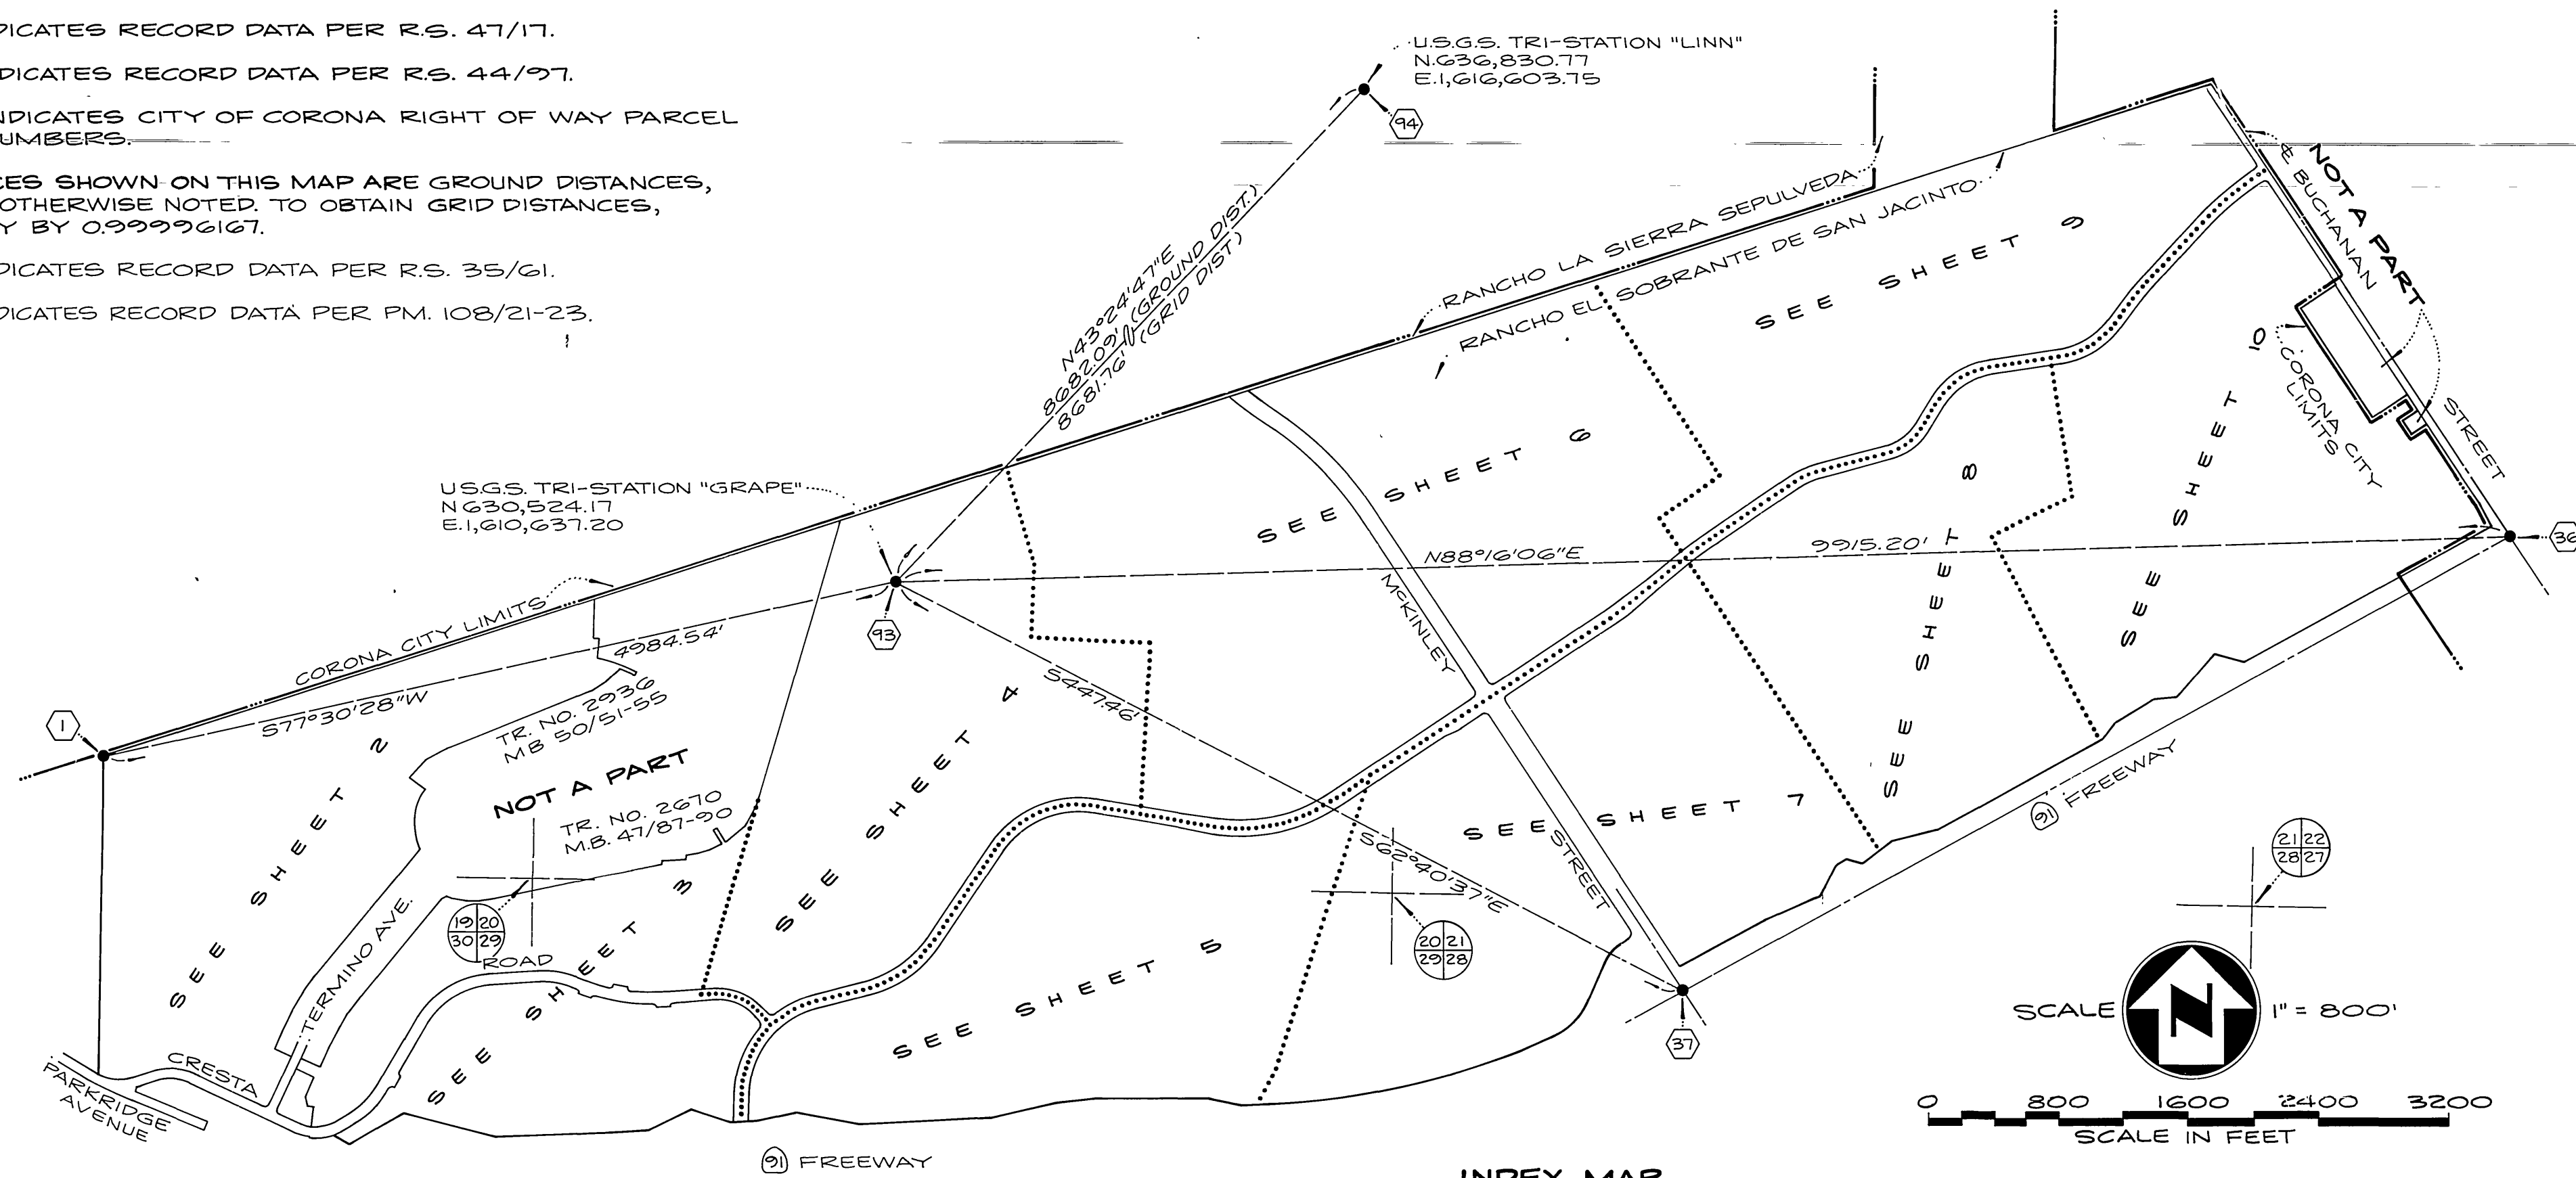 DICATES RECORD DATA PER R.S. 47/17.
DICATES RECORD DATA PER R.S. 44/97.
NDICATES CITY OF CORONA RIGHT OF WAY PARCEL
UMBERS.
CES SHOWN ON THIS MAP ARE GROUND DISTANCES,
OTHERWISE NOTED. TO OBTAIN GRID DISTANCES,
Y BY 0.99996167.
DICATES RECORD DATA PER R.S. 35/61.
DICATES RECORD DATA PER PM. 108/21-23.
U.S.G.S. TRI-STATION "LINN"
N.636,830.77
E.1,616,603.75
94
N43°24'47"E
8682.09' (GROUND DIST.)
8681.76' (GRID DIST)
RANCHO LA SIERRA SEPULVEDA
RANCHO EL SOBRANTE DE SAN JACINTO
SEE SHEET 9
NOT A PART
℄ BUCHANAN
STREET
CORONA CITY
LIMITS
SEE SHEET 10
SEE SHEET 6
SEE SHEET 8
U.S.G.S. TRI-STATION "GRAPE"
N 630,524.17
E.1,610,637.20
93
N88°16'06"E
9915.20'
36
CORONA CITY LIMITS
4984.54'
S77°30'28"W
1
TR. NO. 2936
M B 50/51-55
NOT A PART
TR. NO. 2670
M.B. 47/87-90
SEE SHEET 2
SEE SHEET 4
5447.46'
McKINLEY
STREET
SEE SHEET 7
S62°40'37"E
91 FREEWAY
SEE SHEET 3
SEE SHEET 5
19 20
30 29
20 21
29 28
21 22
28 27
TERMINO AVE.
ROAD
CRESTA
PARKRIDGE
AVENUE
37
SCALE N 1" = 800'
0 800 1600 2400 3200
SCALE IN FEET
91 FREEWAY
INDEX MAP